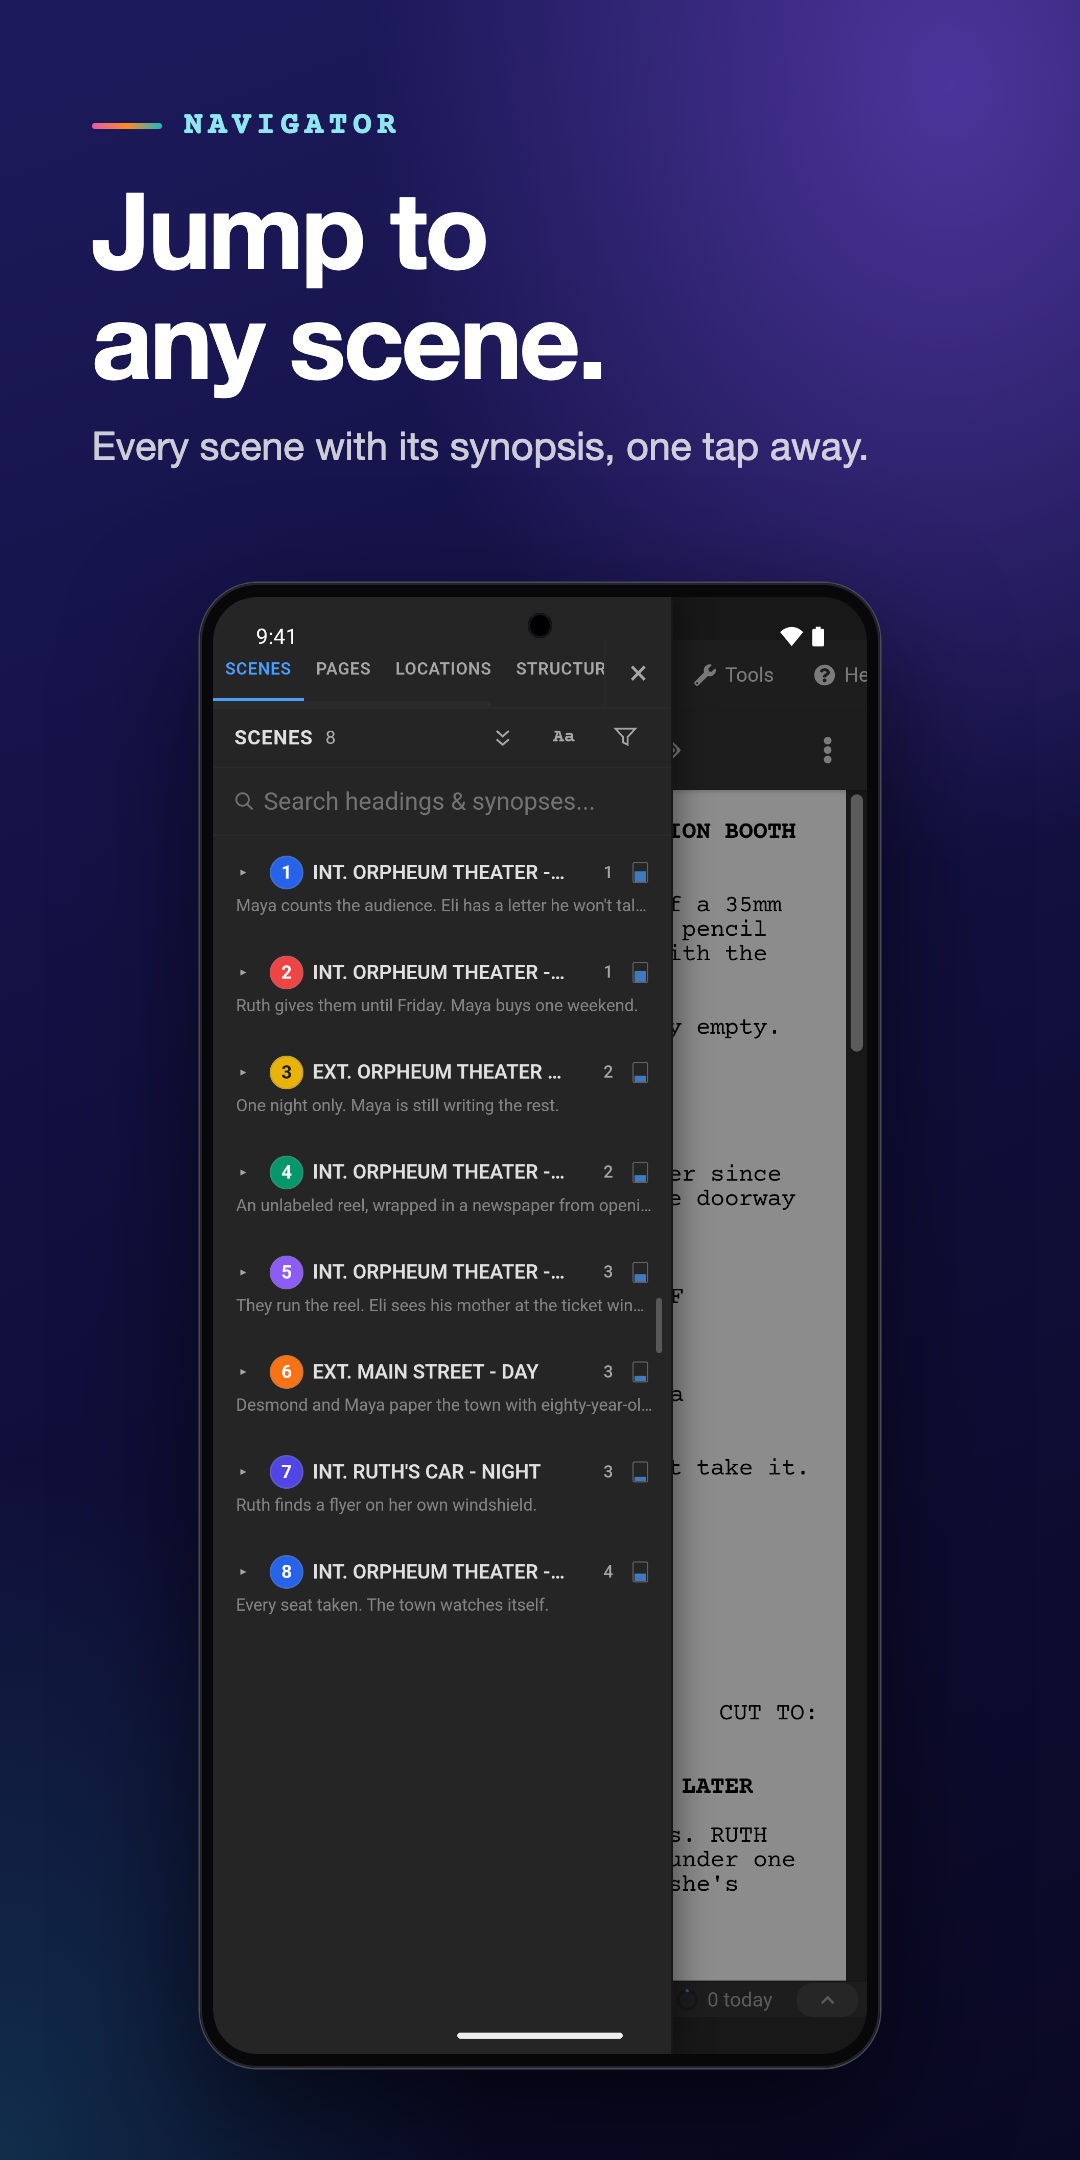 NAVIGATOR
Jump to
any scene.
Every scene with its synopsis, one tap away.
9:41
SCENES PAGES LOCATIONS STRUCTUR
Tools He
SCENES 8 Aa
Search headings & synopses...
1 INT. ORPHEUM THEATER -... 1
Maya counts the audience. Eli has a letter he won't tal...
2 INT. ORPHEUM THEATER -... 1
Ruth gives them until Friday. Maya buys one weekend.
3 EXT. ORPHEUM THEATER ... 2
One night only. Maya is still writing the rest.
4 INT. ORPHEUM THEATER -... 2
An unlabeled reel, wrapped in a newspaper from openi...
5 INT. ORPHEUM THEATER -... 3
They run the reel. Eli sees his mother at the ticket win...
6 EXT. MAIN STREET - DAY 3
Desmond and Maya paper the town with eighty-year-ol...
7 INT. RUTH'S CAR - NIGHT 3
Ruth finds a flyer on her own windshield.
8 INT. ORPHEUM THEATER -... 4
Every seat taken. The town watches itself.
ION BOOTH
f a 35mm
pencil
ith the
y empty.
er since
e doorway
F
a
t take it.
CUT TO:
LATER
s. RUTH
under one
she's
0 today